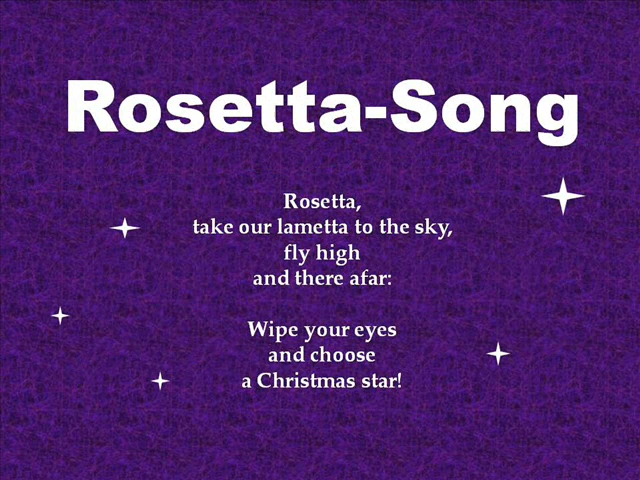 Rosetta-Song
Rosetta,
take our lametta to the sky,
fly high
and there afar:
Wipe your eyes
and choose
a Christmas star!